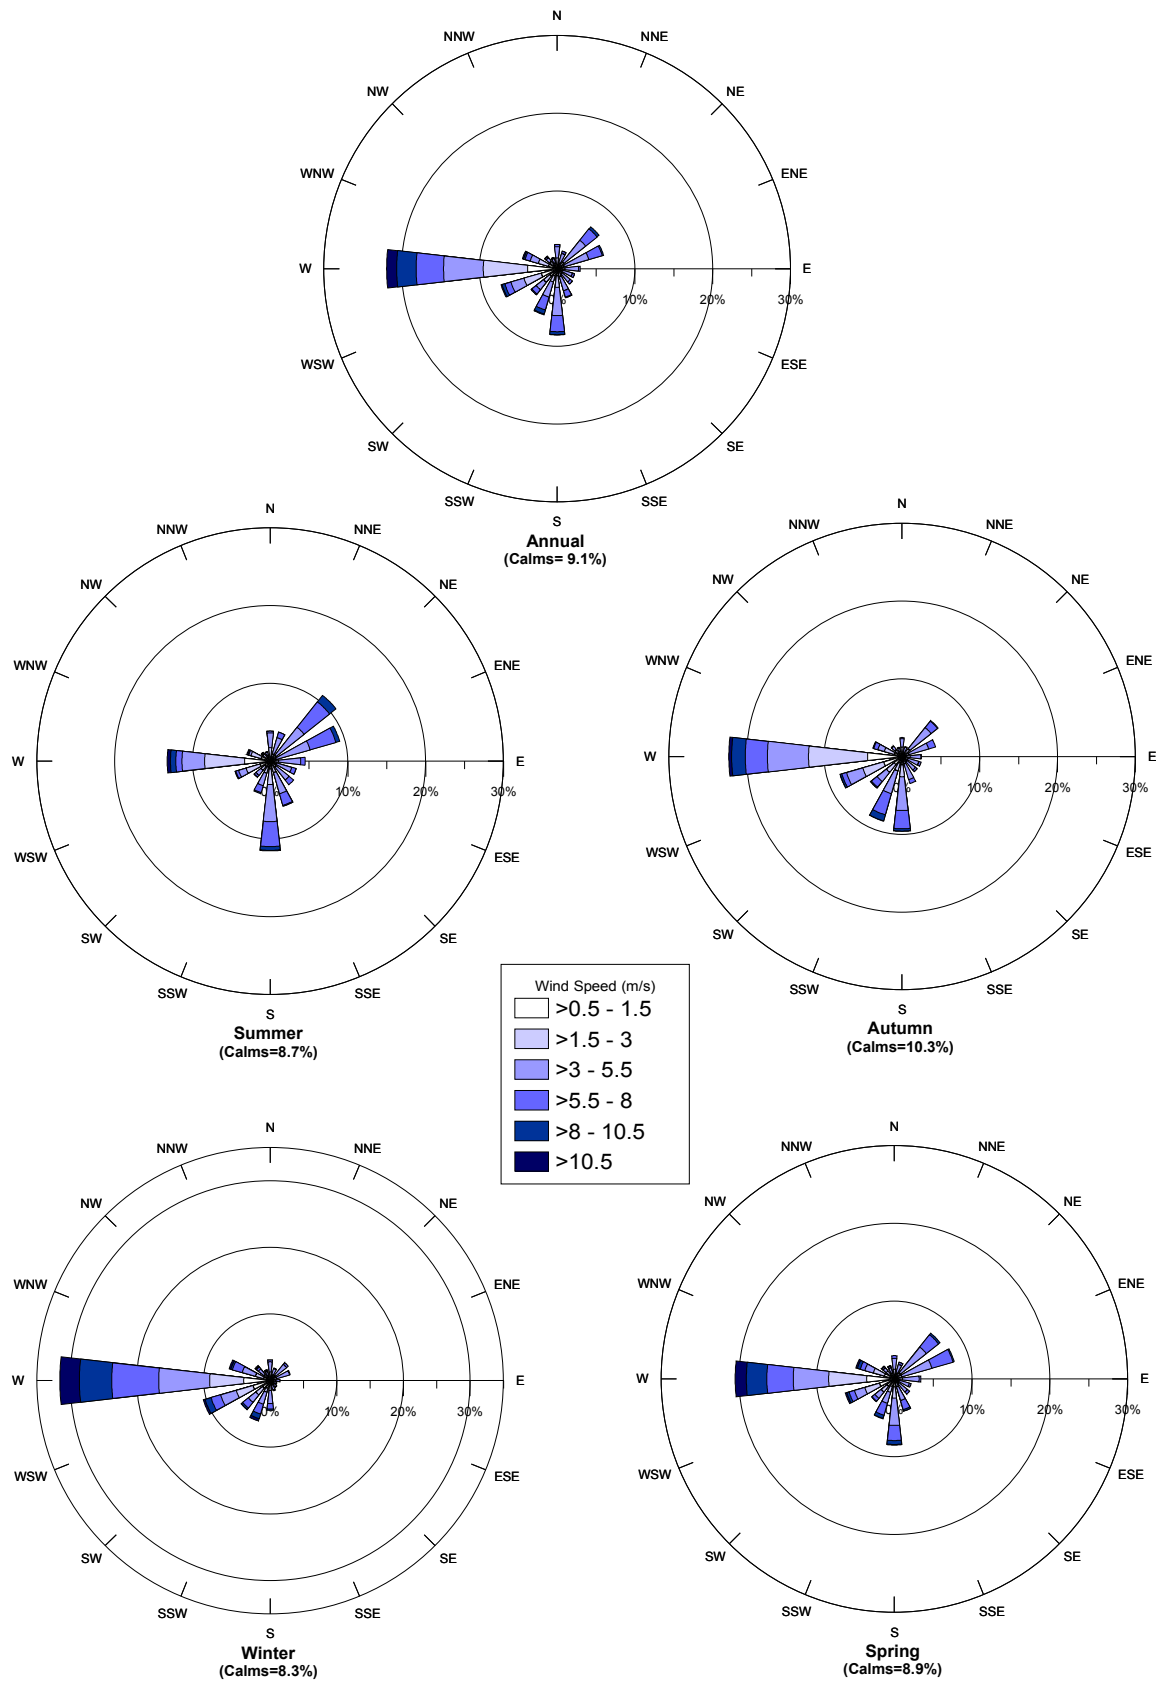 N
NNW
NNE
NW
NE
WNW
ENE
W
E
10%
20%
30%
WSW
ESE
SW
SE
SSW
SSE
S
Annual
(Calms= 9.1%)
N
NNW
NNE
NW
NE
WNW
ENE
W
E
10%
20%
30%
WSW
ESE
SW
SE
SSW
SSE
S
Summer
(Calms=8.7%)
N
NNW
NNE
NW
NE
WNW
ENE
W
E
10%
20%
30%
WSW
ESE
SW
SE
SSW
SSE
S
Autumn
(Calms=10.3%)
Wind Speed (m/s)
>0.5 - 1.5
>1.5 - 3
>3 - 5.5
>5.5 - 8
>8 - 10.5
>10.5
N
NNW
NNE
NW
NE
WNW
ENE
W
E
0%
10%
20%
30%
WSW
ESE
SW
SE
SSW
SSE
S
Winter
(Calms=8.3%)
N
NNW
NNE
NW
NE
WNW
ENE
W
E
10%
20%
30%
WSW
ESE
SW
SE
SSW
SSE
S
Spring
(Calms=8.9%)